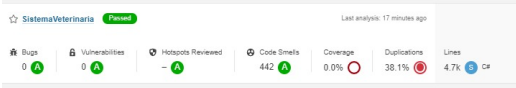 SistemaVeterinaria Passed Last analysis: 17 minutes ago
Bugs Vulnerabilities Hotspots Reviewed Code Smells Coverage Duplications Lines
0 A 0 A – A 442 A 0.0% 38.1% 4.7k S C#